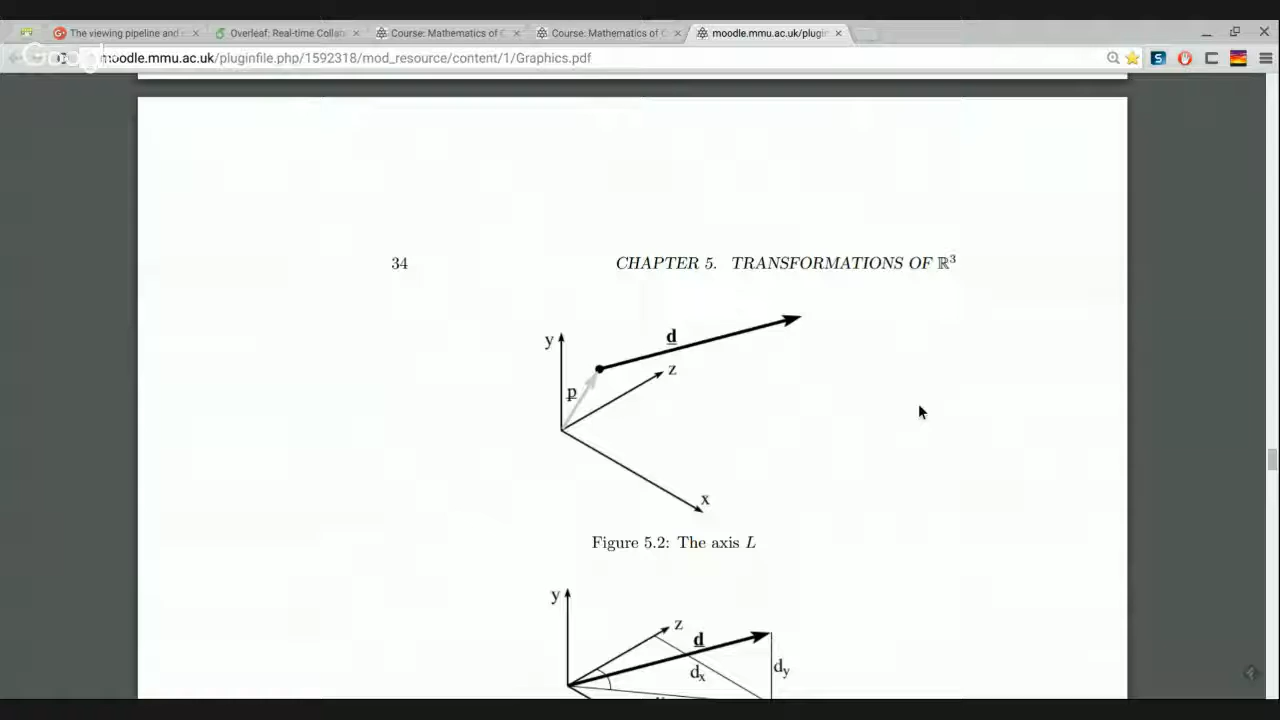 The viewing pipeline and
Overleaf: Real-time Colla
Course: Mathematics of
Course: Mathematics of
moodle.mmu.ac.uk/plugi
moodle.mmu.ac.uk/pluginfile.php/1592318/mod_resource/content/1/Graphics.pdf
34 CHAPTER 5. TRANSFORMATIONS OF ℝ³
y
d
z
p
x
Figure 5.2: The axis L
y
z
d
dx
dy